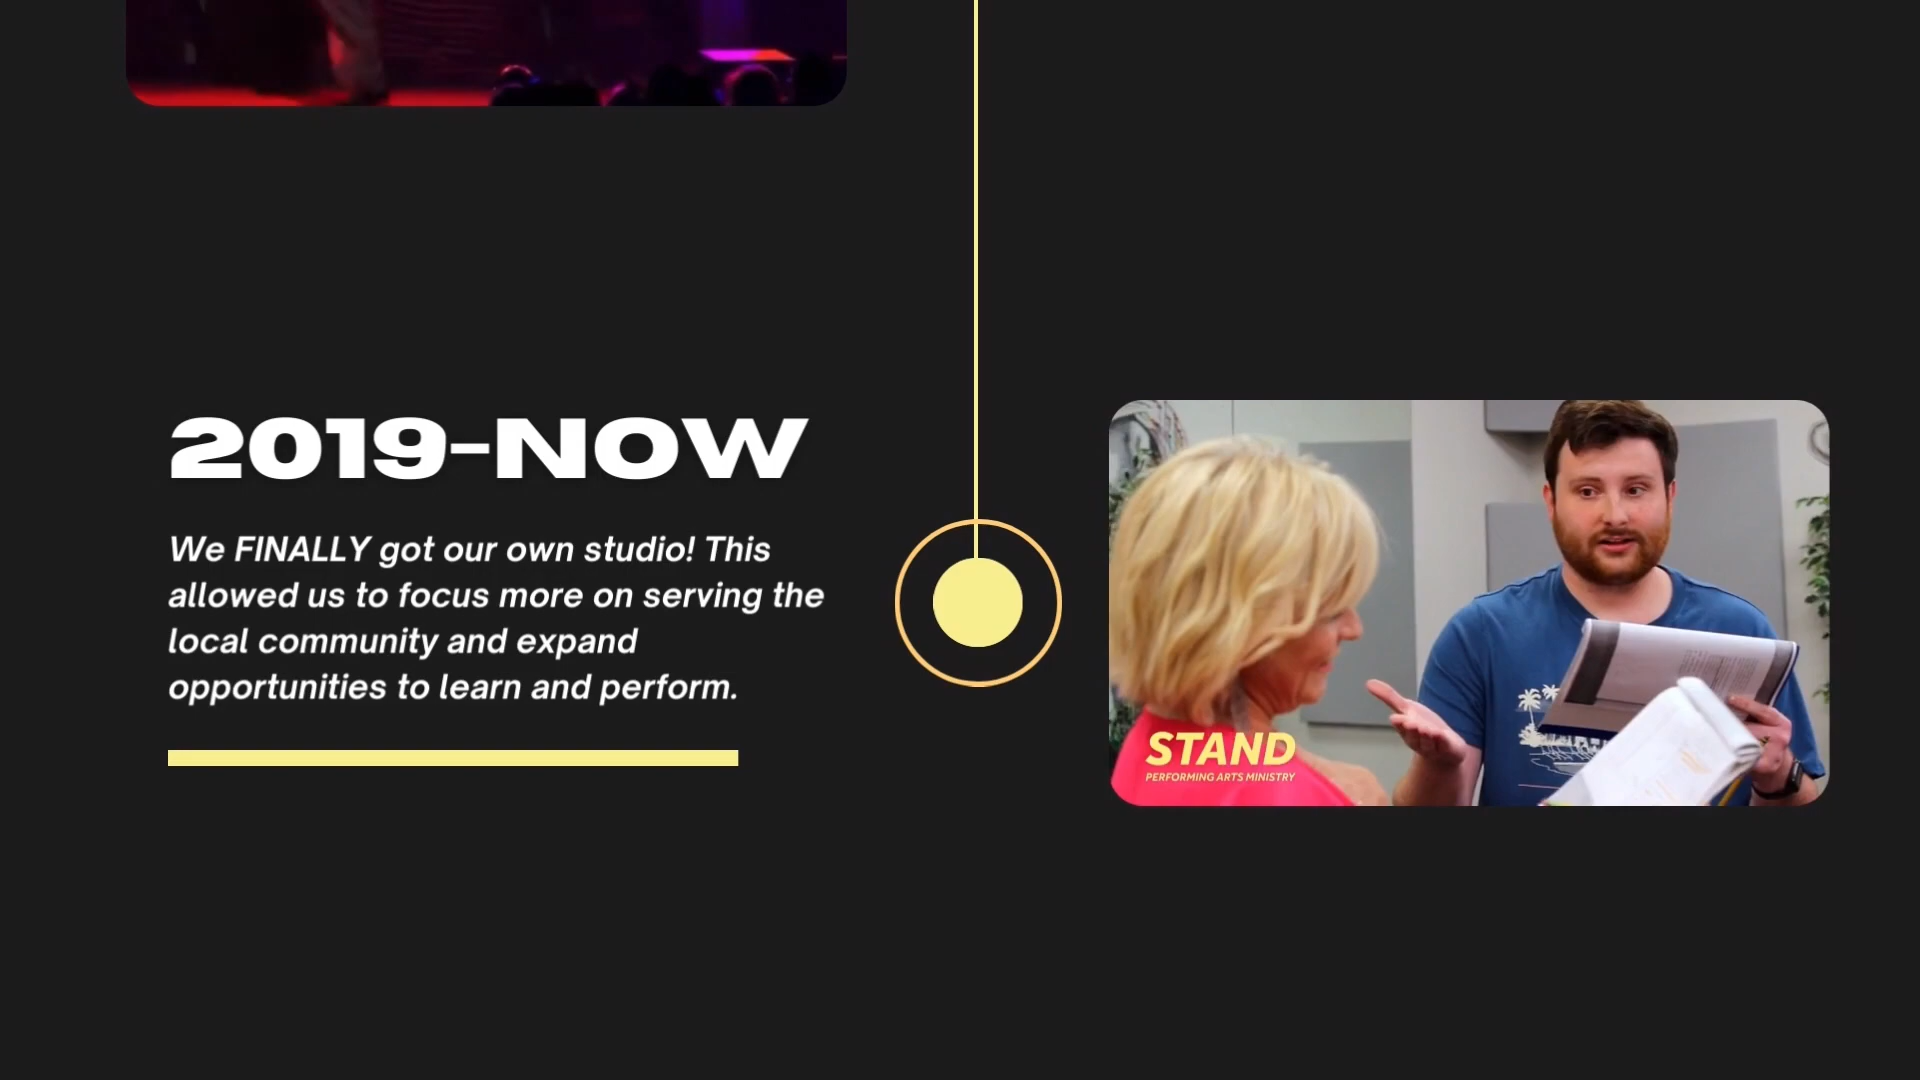 2019-NOW
We FINALLY got our own studio! This
allowed us to focus more on serving the
local community and expand
opportunities to learn and perform.
STAND
PERFORMING ARTS MINISTRY